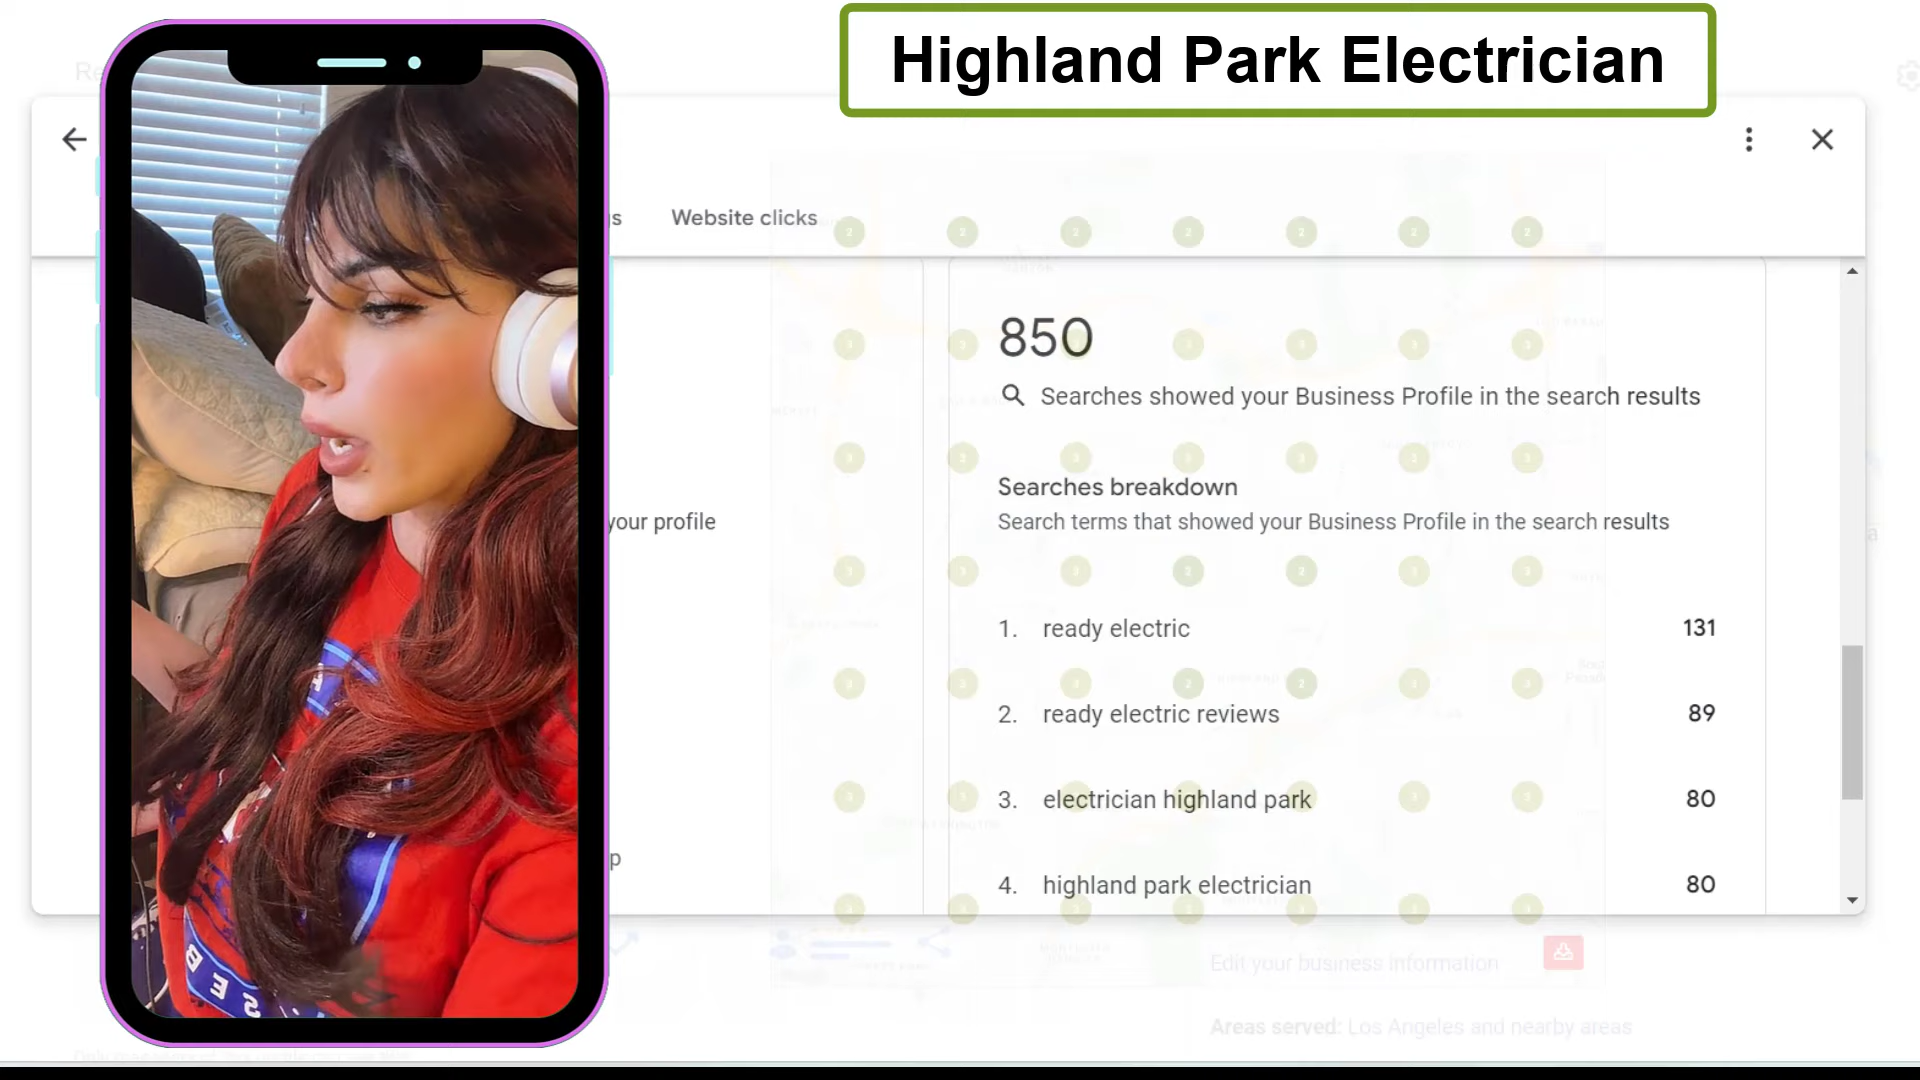 Highland Park Electrician
Website clicks
850
Searches showed your Business Profile in the search results
your profile
Searches breakdown
Search terms that showed your Business Profile in the search results
1. ready electric 131
2. ready electric reviews 89
3. electrician highland park 80
4. highland park electrician 80
Edit your business information
Areas served: Los Angeles and nearby areas